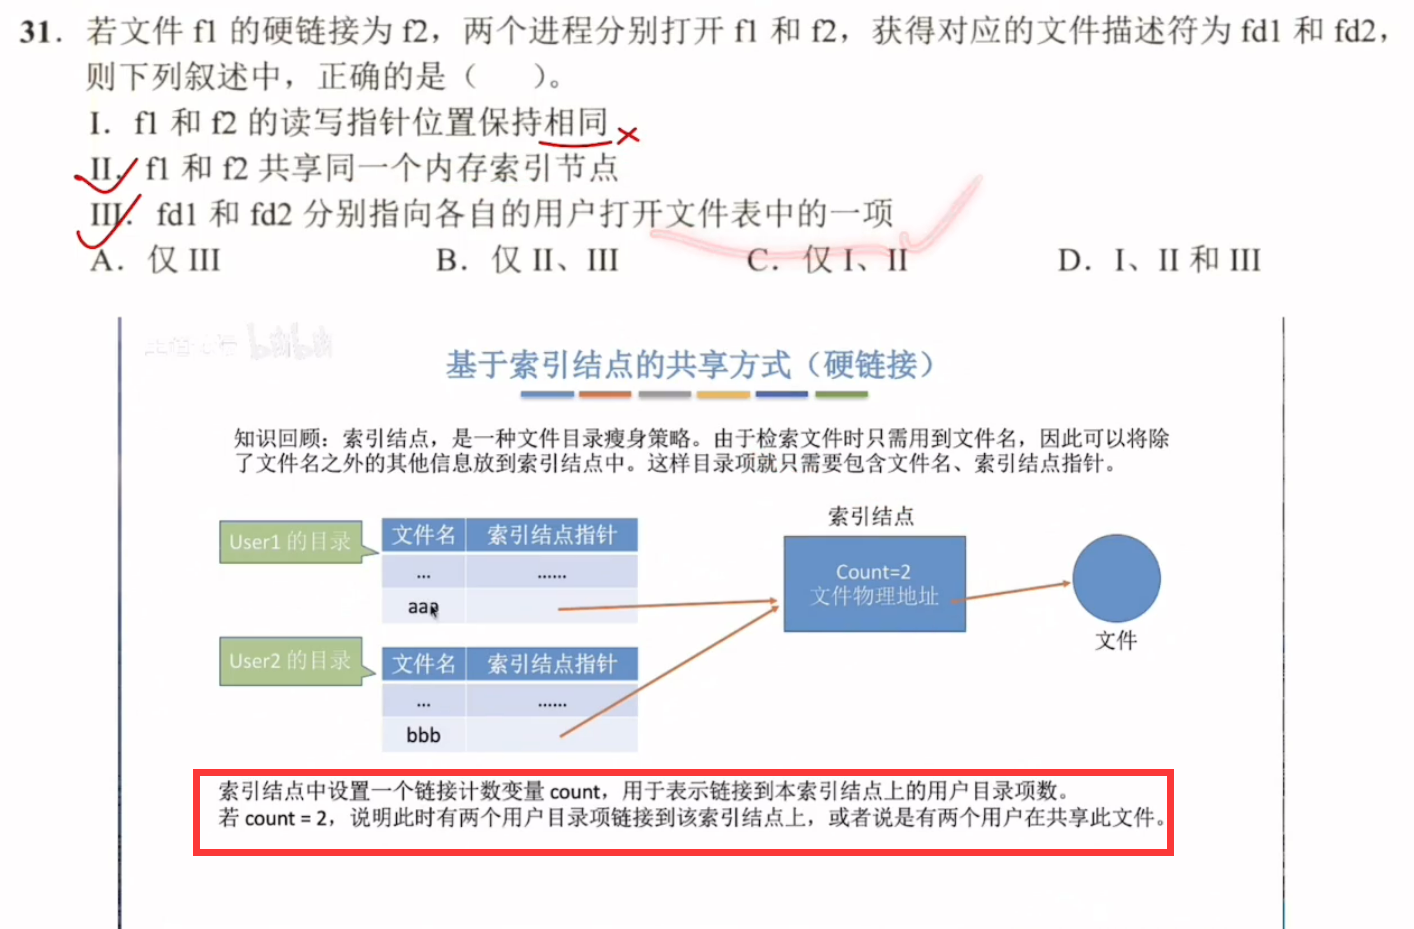 31. 若文件 f1 的硬链接为 f2，两个进程分别打开 f1 和 f2，获得对应的文件描述符为 fd1 和 fd2，
则下列叙述中，正确的是（ ）。
I. f1 和 f2 的读写指针位置保持相同
II. f1 和 f2 共享同一个内存索引节点
III. fd1 和 fd2 分别指向各自的用户打开文件表中的一项
A. 仅 III B. 仅 II、III C. 仅 I、II D. I、II 和 III
基于索引结点的共享方式（硬链接）
知识回顾：索引结点，是一种文件目录瘦身策略。由于检索文件时只需用到文件名，因此可以将除
了文件名之外的其他信息放到索引结点中。这样目录项就只需要包含文件名、索引结点指针。
User1 的目录
文件名 索引结点指针
... ......
aaa
User2 的目录
文件名 索引结点指针
... ......
bbb
索引结点
Count=2
文件物理地址
文件
索引结点中设置一个链接计数变量 count，用于表示链接到本索引结点上的用户目录项数。
若 count = 2，说明此时有两个用户目录项链接到该索引结点上，或者说是有两个用户在共享此文件。